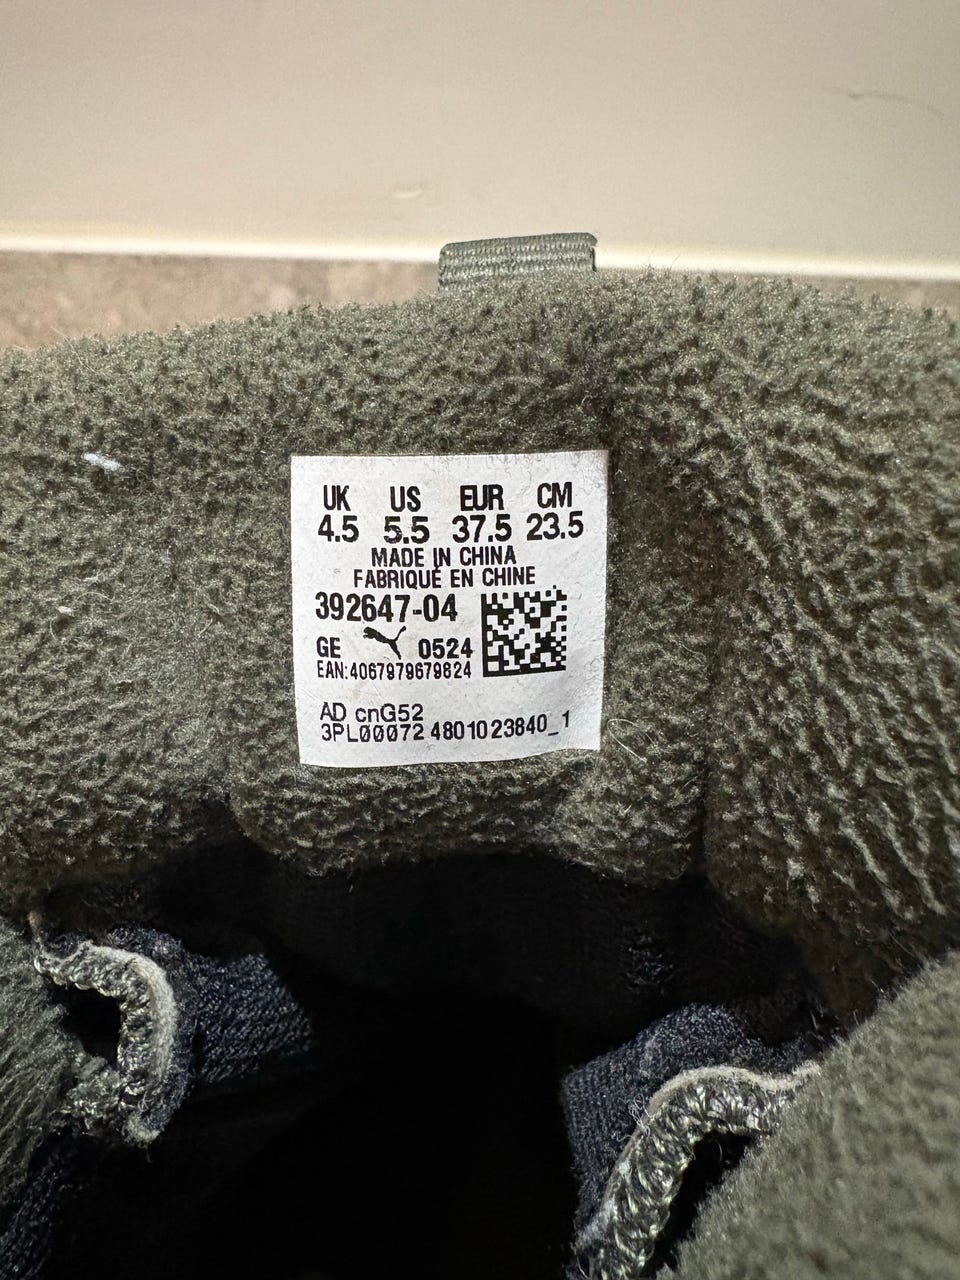 UK US EUR CM
4.5 5.5 37.5 23.5
MADE IN CHINA
FABRIQUÉ EN CHINE
392647-04
GE 0524
EAN:4067979679824
AD cnG52
3PL00072 4801023840_1